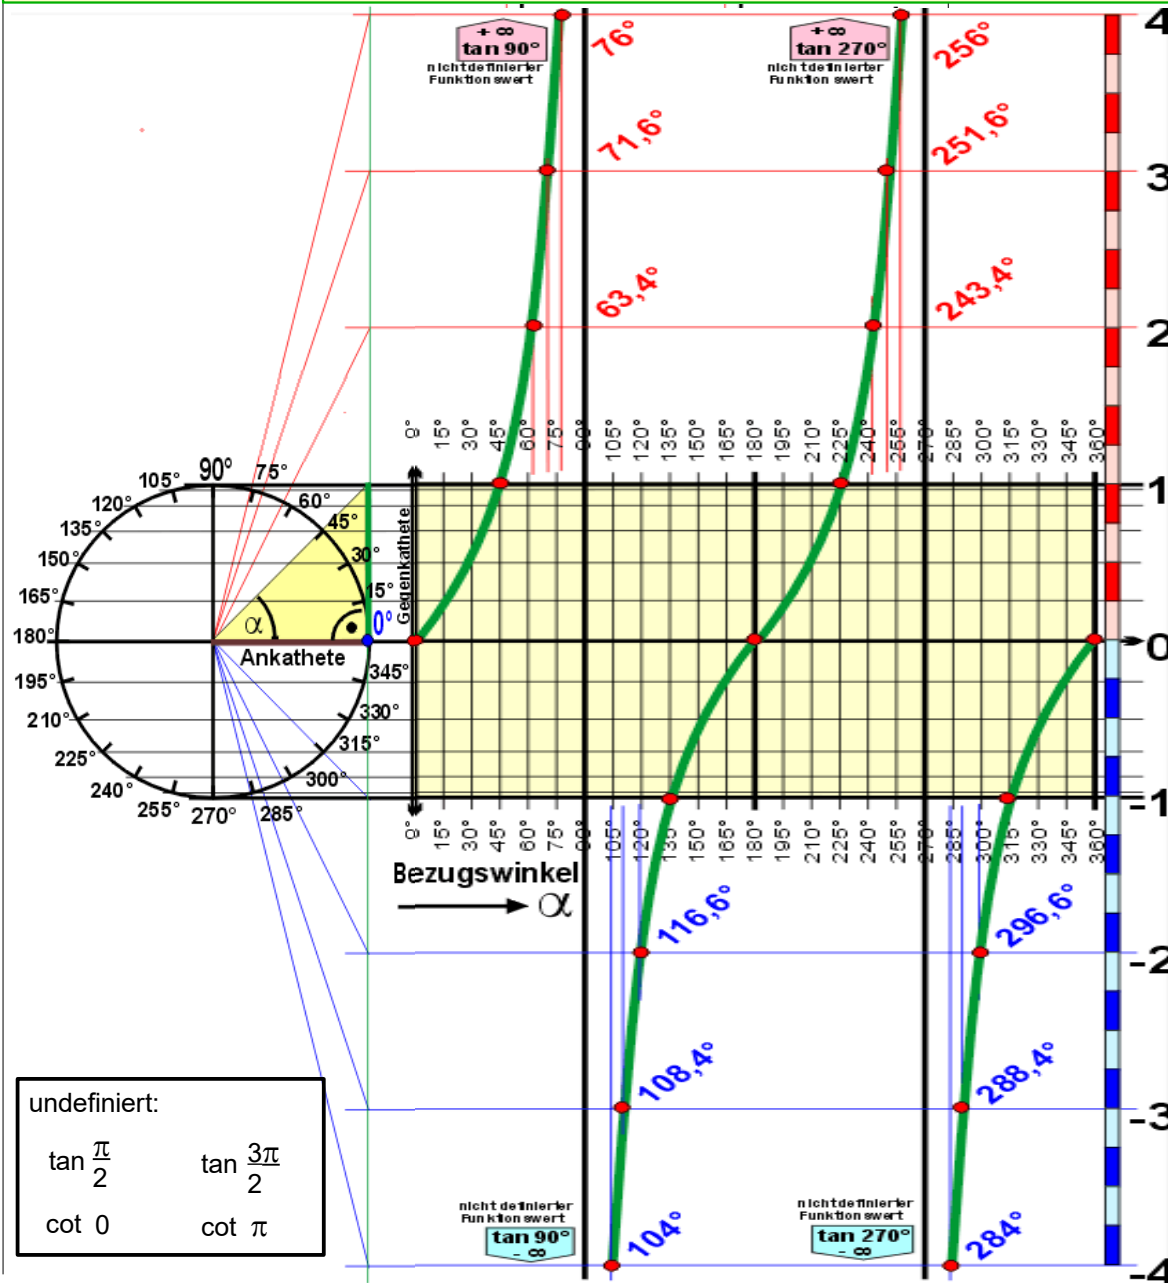 + ∞
tan 90°
nicht definierter
Funktionswert
76°
+ ∞
tan 270°
nicht definierter
Funktionswert
256°
4
71,6°
251,6°
3
63,4°
243,4°
2
0° 15° 30° 45° 60° 75° 90° 105° 120° 135° 150° 165° 180° 195° 210° 225° 240° 255° 270° 285° 300° 315° 330° 345° 360°
1
90°
105° 75°
120° 60°
135° 45°
150° 30°
165° 15°
180° 0°
α
Ankathete
Gegenkathete
0
195° 345°
210° 330°
225° 315°
240° 300°
255° 270° 285°
-1
0° 15° 30° 45° 60° 75° 90° 105° 120° 135° 150° 165° 180° 195° 210° 225° 240° 255° 270° 285° 300° 315° 330° 345° 360°
Bezugswinkel
α
116,6°
296,6°
-2
108,4°
288,4°
-3
undefiniert:
tan π/2 tan 3π/2
cot 0 cot π
nicht definierter
Funktionswert
tan 90°
- ∞
104°
nicht definierter
Funktionswert
tan 270°
- ∞
284°
-4